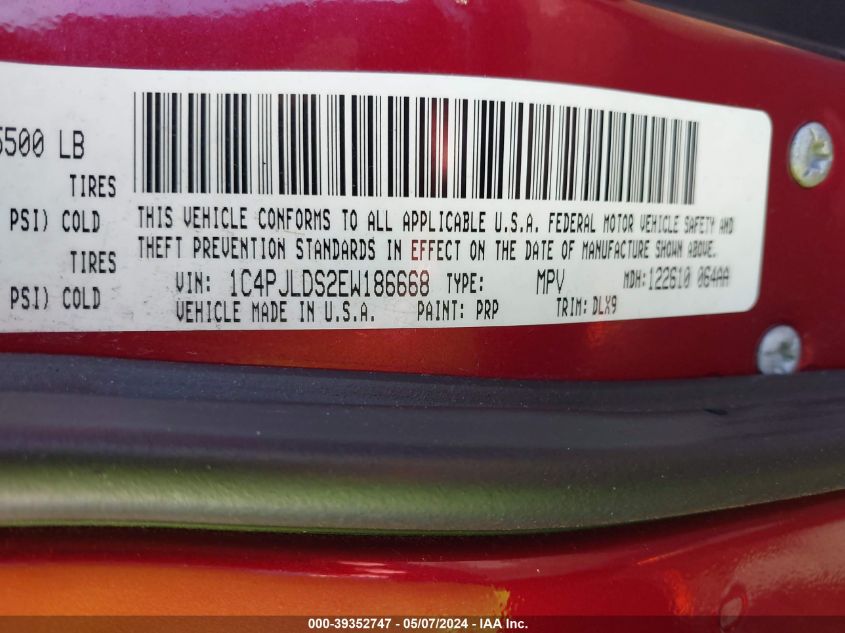 5500 LB
TIRES
PSI) COLD
TIRES
PSI) COLD
THIS VEHICLE CONFORMS TO ALL APPLICABLE U.S.A. FEDERAL MOTOR VEHICLE SAFETY AND
THEFT PREVENTION STANDARDS IN EFFECT ON THE DATE OF MANUFACTURE SHOWN ABOVE.
VIN: 1C4PJLDS2EW186668 TYPE: MPV MDH: 122610 064AA
VEHICLE MADE IN U.S.A. PAINT: PRP TRIM: DLX9
000-39352747 - 05/07/2024 - IAA Inc.